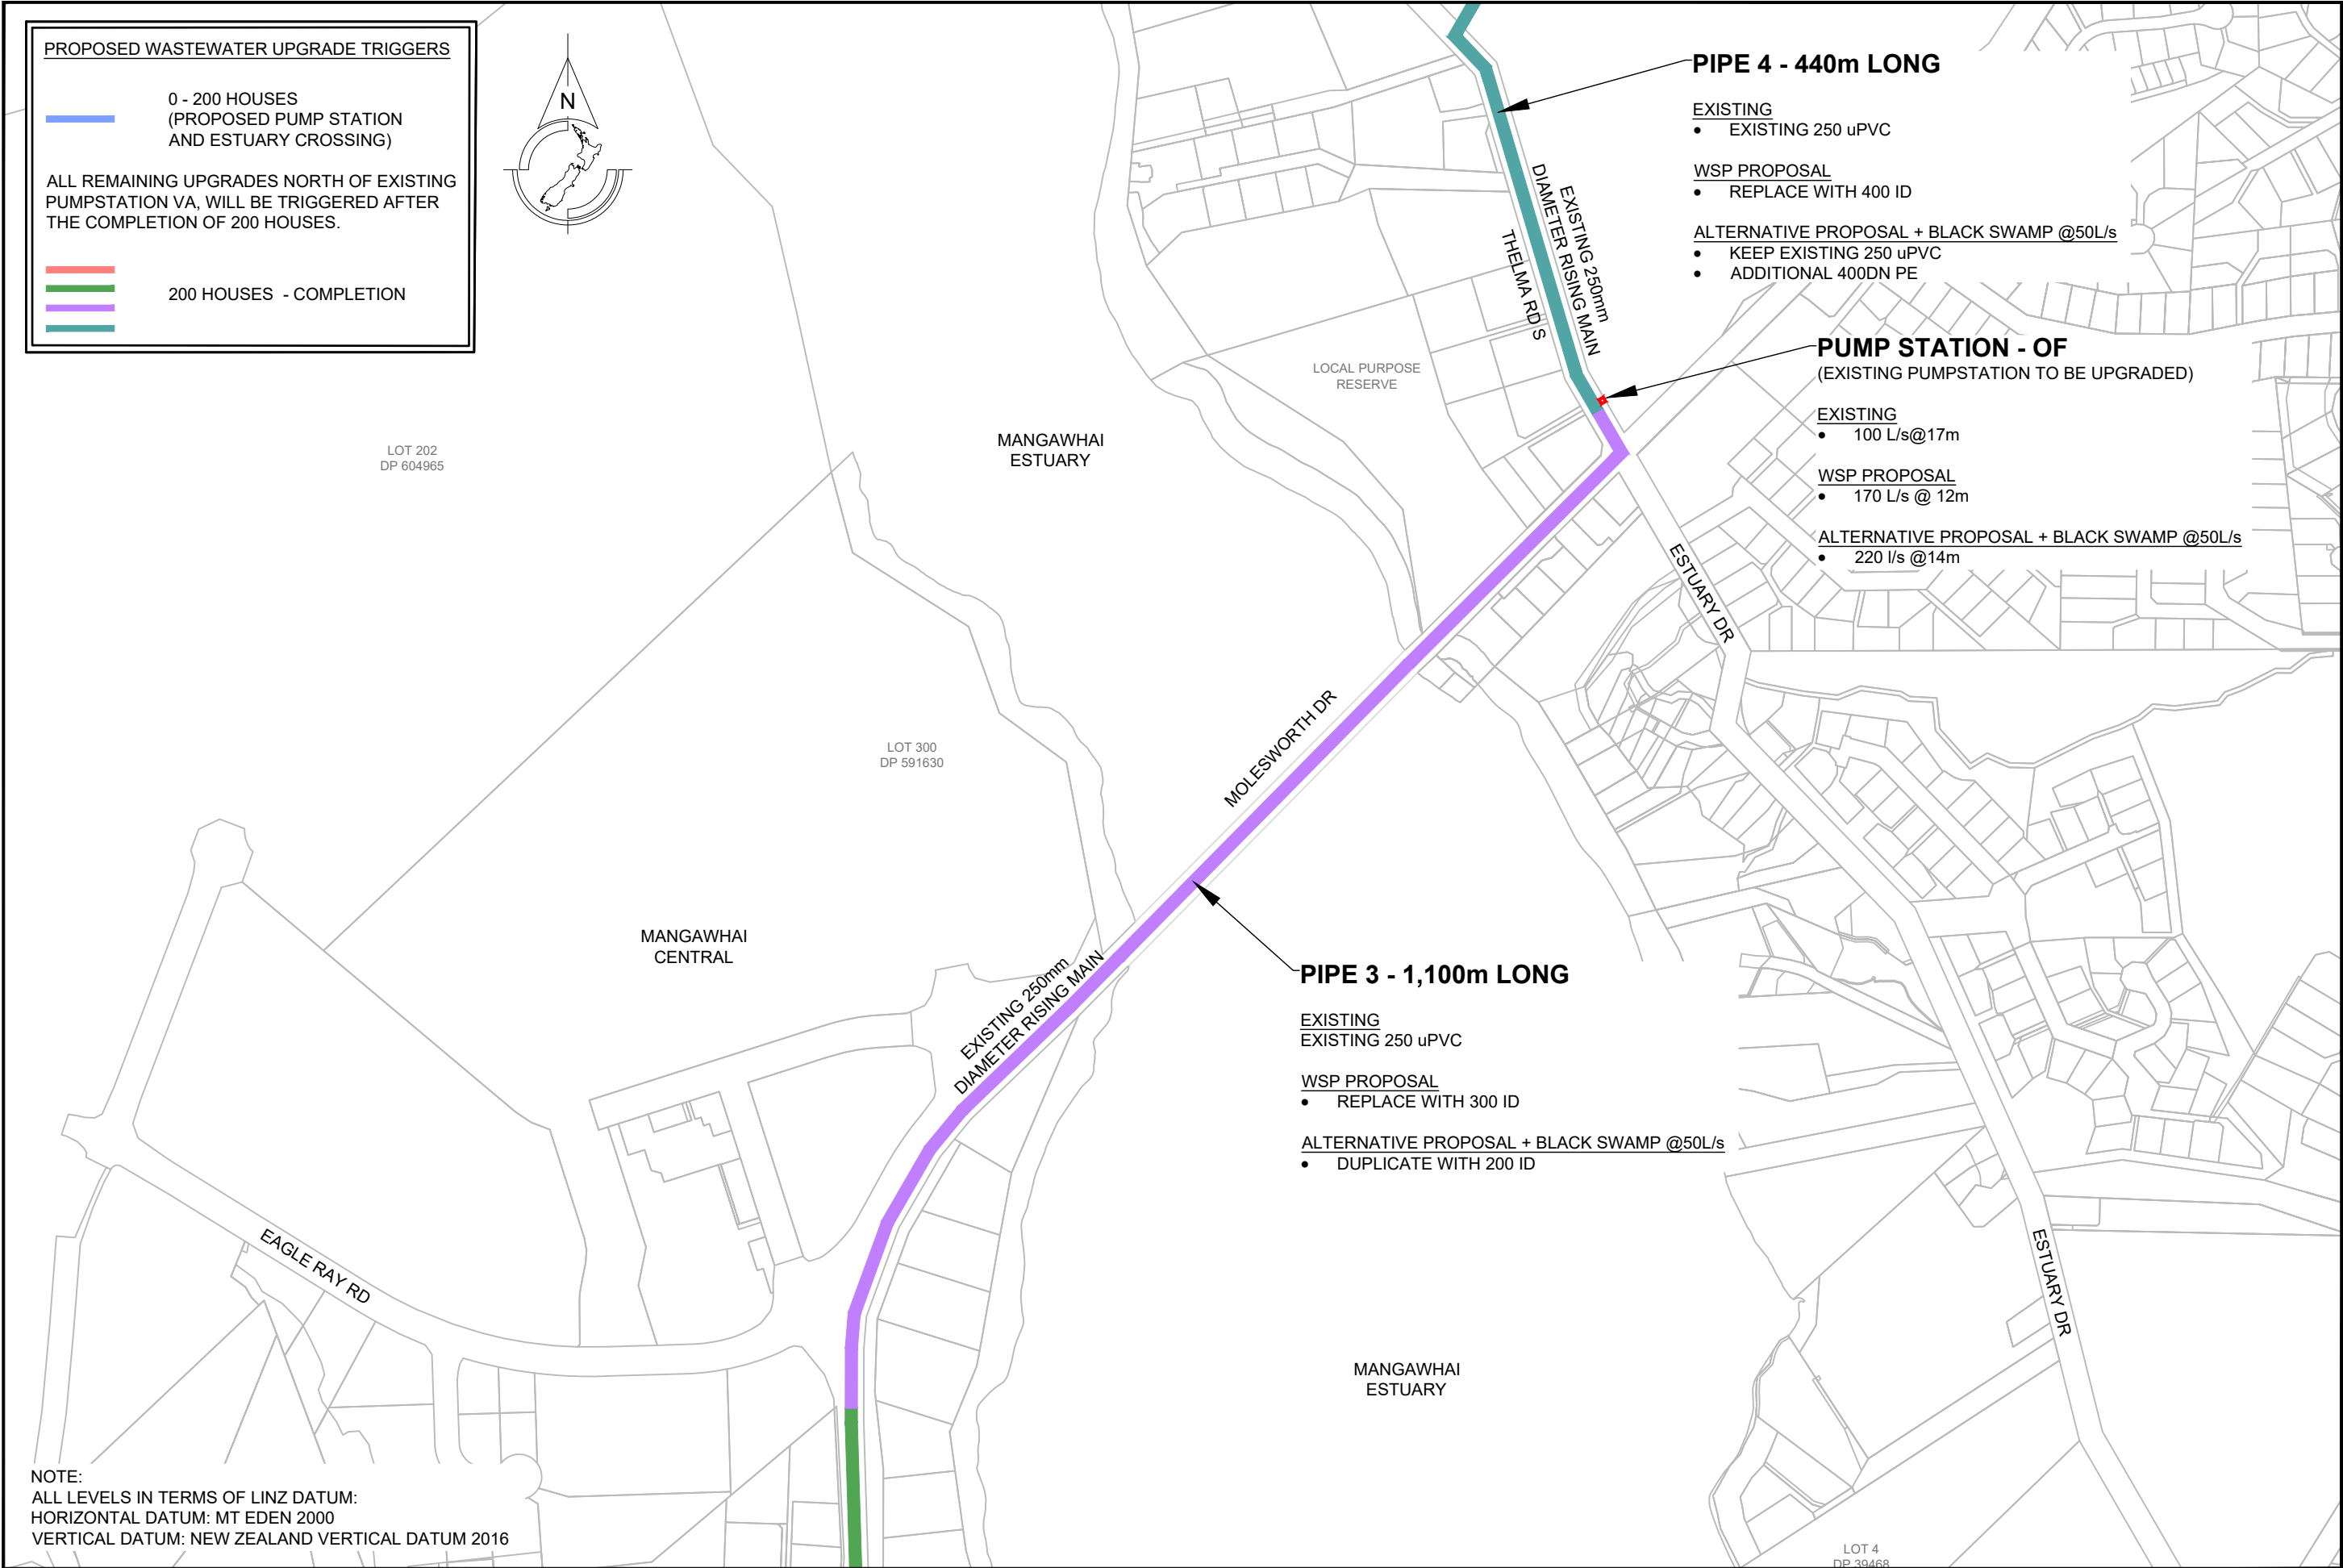 PROPOSED WASTEWATER UPGRADE TRIGGERS
0 - 200 HOUSES
(PROPOSED PUMP STATION
AND ESTUARY CROSSING)
ALL REMAINING UPGRADES NORTH OF EXISTING
PUMPSTATION VA, WILL BE TRIGGERED AFTER
THE COMPLETION OF 200 HOUSES.
200 HOUSES - COMPLETION
N
PIPE 4 - 440m LONG
EXISTING
• EXISTING 250 uPVC
WSP PROPOSAL
• REPLACE WITH 400 ID
ALTERNATIVE PROPOSAL + BLACK SWAMP @50L/s
• KEEP EXISTING 250 uPVC
• ADDITIONAL 400DN PE
EXISTING 250mm
DIAMETER RISING MAIN
THELMA RD S
PUMP STATION - OF
(EXISTING PUMPSTATION TO BE UPGRADED)
EXISTING
• 100 L/s@17m
WSP PROPOSAL
• 170 L/s @ 12m
ALTERNATIVE PROPOSAL + BLACK SWAMP @50L/s
• 220 l/s @14m
LOCAL PURPOSE
RESERVE
MANGAWHAI
ESTUARY
LOT 202
DP 604965
ESTUARY DR
MOLESWORTH DR
LOT 300
DP 591630
MANGAWHAI
CENTRAL
EXISTING 250mm
DIAMETER RISING MAIN
PIPE 3 - 1,100m LONG
EXISTING
EXISTING 250 uPVC
WSP PROPOSAL
• REPLACE WITH 300 ID
ALTERNATIVE PROPOSAL + BLACK SWAMP @50L/s
• DUPLICATE WITH 200 ID
EAGLE RAY RD
ESTUARY DR
MANGAWHAI
ESTUARY
NOTE:
ALL LEVELS IN TERMS OF LINZ DATUM:
HORIZONTAL DATUM: MT EDEN 2000
VERTICAL DATUM: NEW ZEALAND VERTICAL DATUM 2016
LOT 4
DP 39468